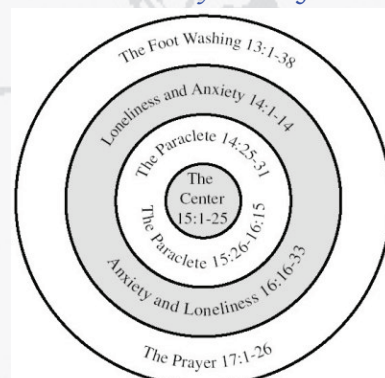 The Foot Washing 13:1-38
Loneliness and Anxiety 14:1-14
The Paraclete 14:25-31
The
Center
15:1-25
The Paraclete 15:26-16:15
Anxiety and Loneliness 16:16-33
The Prayer 17:1-26